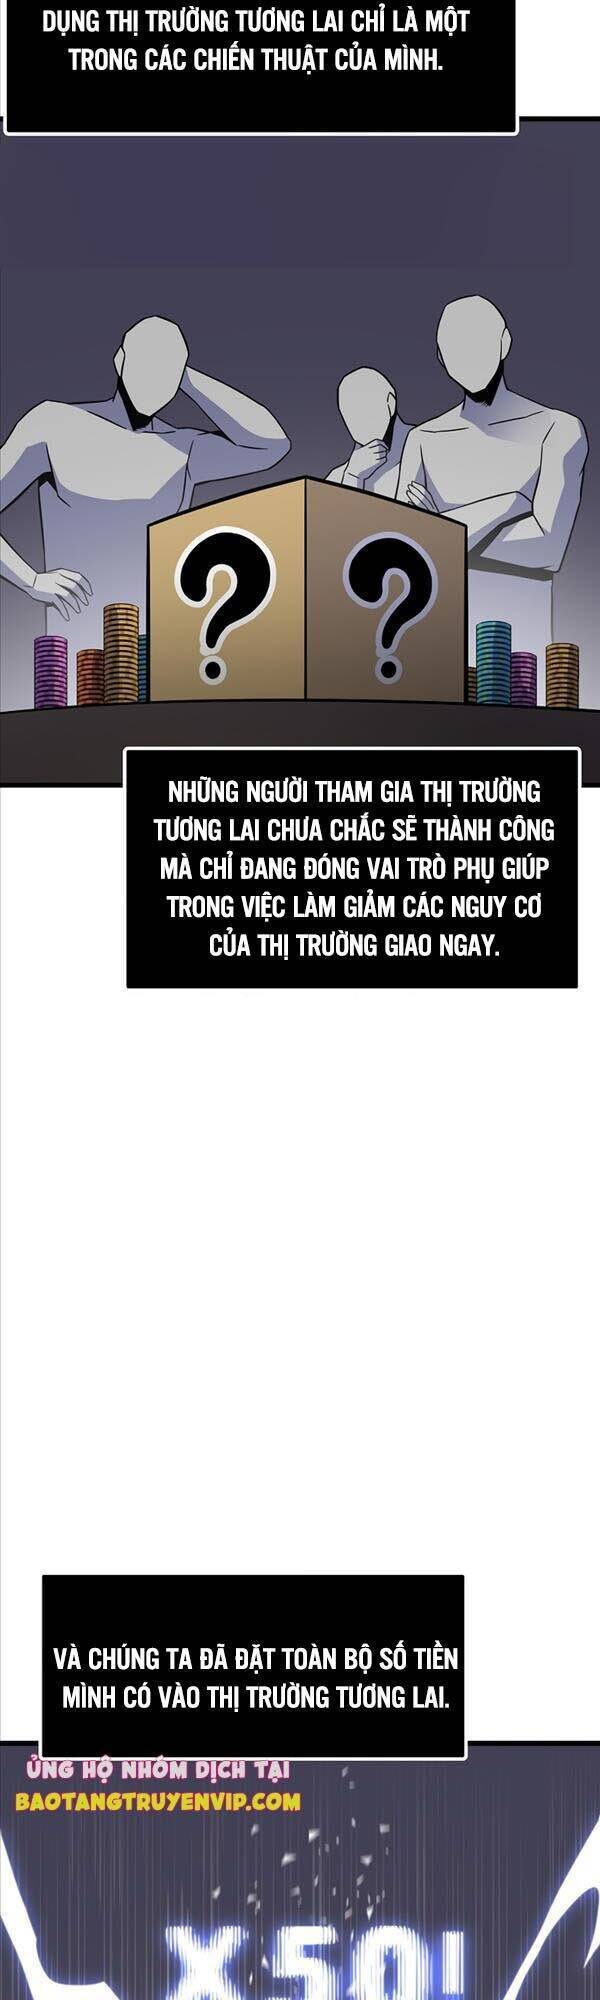 DỤNG THỊ TRƯỜNG TƯƠNG LAI CHỈ LÀ MỘT
TRONG CÁC CHIẾN THUẬT CỦA MÌNH.
?
?
NHỮNG NGƯỜI THAM GIA THỊ TRƯỜNG
TƯƠNG LAI CHƯA CHẮC SẼ THÀNH CÔNG
MÀ CHỈ ĐANG ĐÓNG VAI TRÒ PHỤ GIÚP
TRONG VIỆC LÀM GIẢM CÁC NGUY CƠ
CỦA THỊ TRƯỜNG GIAO NGAY.
VÀ CHÚNG TA ĐÃ ĐẶT TOÀN BỘ SỐ TIỀN
MÌNH CÓ VÀO THỊ TRƯỜNG TƯƠNG LAI.
ỦNG HỘ NHÓM DỊCH TẠI
BAOTANGTRUYENVIP.COM
X 50!